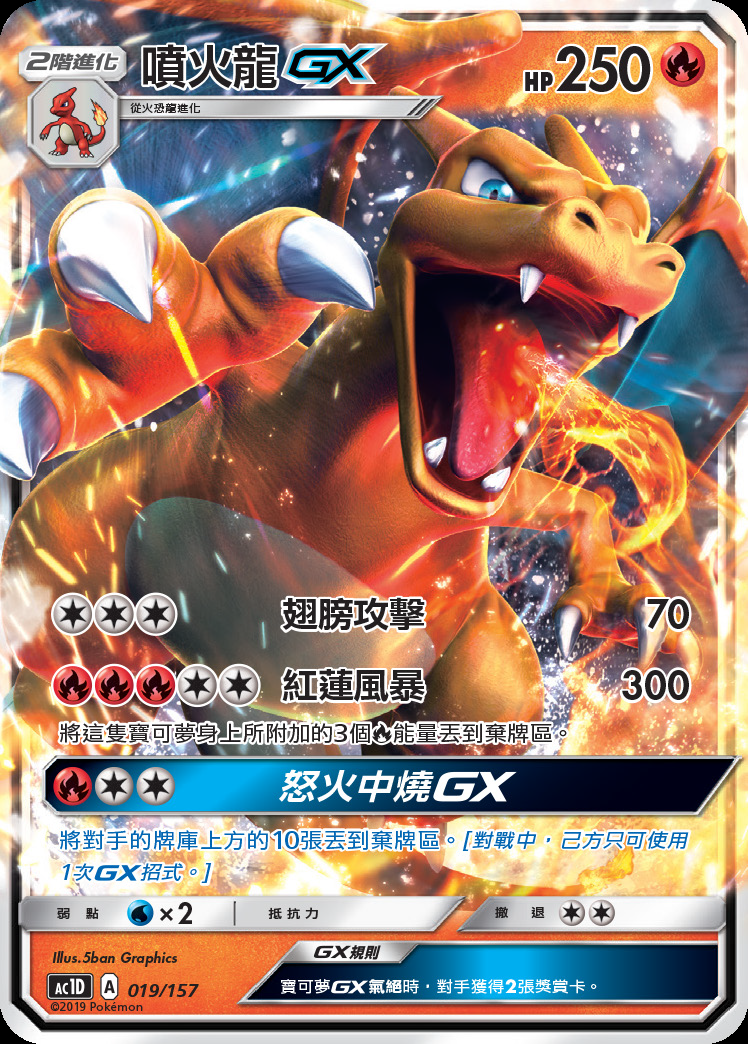 2階進化
噴火龍GX
HP250
從火恐龍進化
翅膀攻擊 70
紅蓮風暴 300
將這隻寶可夢身上所附加的3個能量丟到棄牌區。
怒火中燒GX
將對手的牌庫上方的10張丟到棄牌區。[對戰中，己方只可使用
1次GX招式。]
弱點 ×2 抵抗力 撤退
Illus.5ban Graphics
GX規則
AC1D A 019/157
寶可夢GX氣絕時，對手獲得2張獎賞卡。
©2019 Pokémon